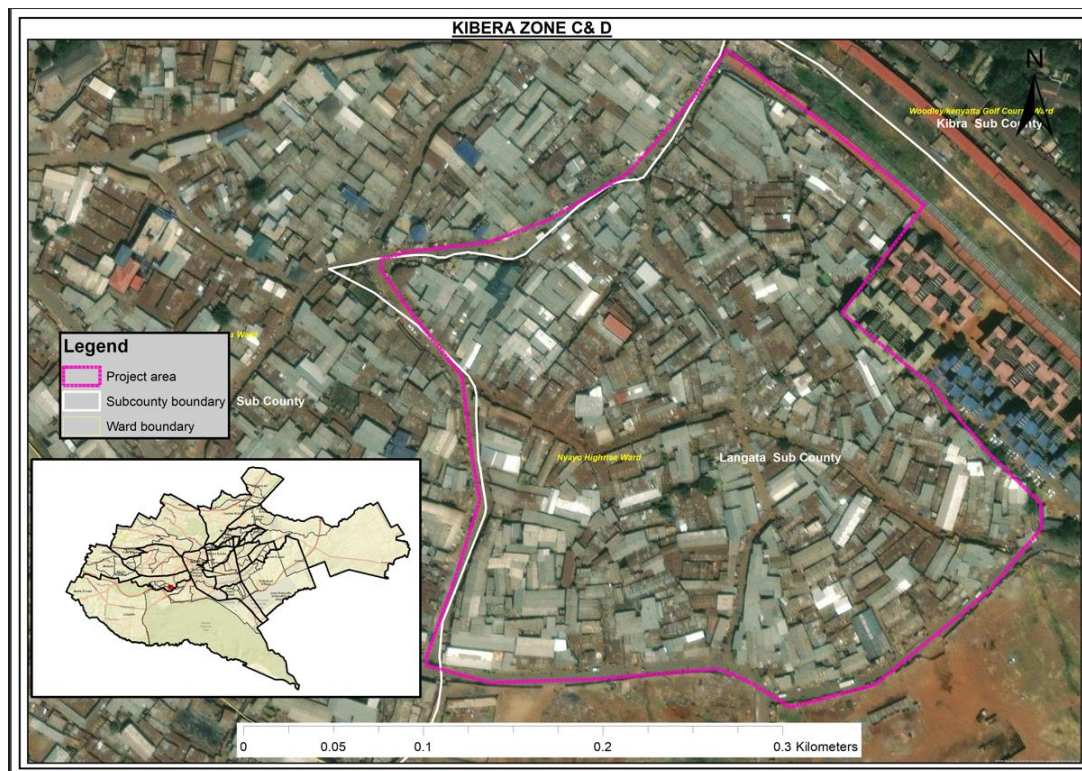 KIBERA ZONE C& D
N
Woodley/kenyatta Golf Course Ward
Kibra Sub County
Legend
Project area
Subcounty boundary
Ward boundary
Sub County
Nyayo Highrise Ward
Langata Sub County
0 0.05 0.1 0.2 0.3 Kilometers